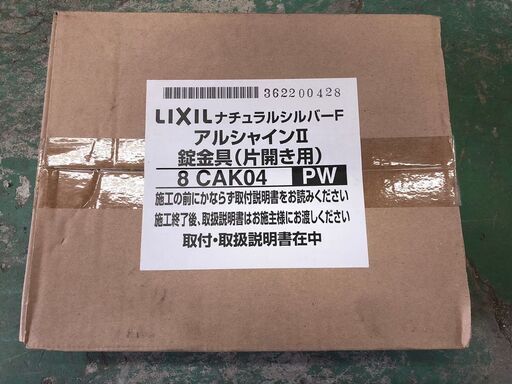 362200428
LIXIL ナチュラルシルバーF
アルシャインII
錠金具(片開き用)
8 CAK04 PW
施工の前にかならず取付説明書をお読みください
施工終了後、取扱説明書はお施主様にお渡しください
取付・取扱説明書在中